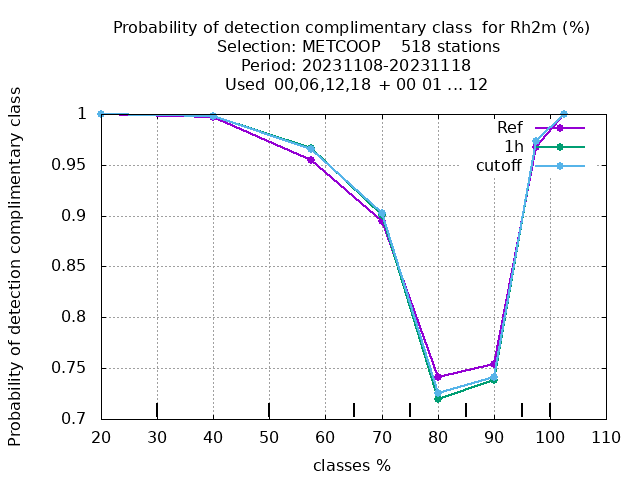 Probability of detection complimentary class  for Rh2m (%)
Selection: METCOOP    518 stations
Period: 20231108-20231118
Used  00,06,12,18 + 00 01 ... 12
Probability of detection complimentary class
1
0.95
0.9
0.85
0.8
0.75
0.7
Ref
1h
cutoff
20 30 40 50 60 70 80 90 100 110
classes %